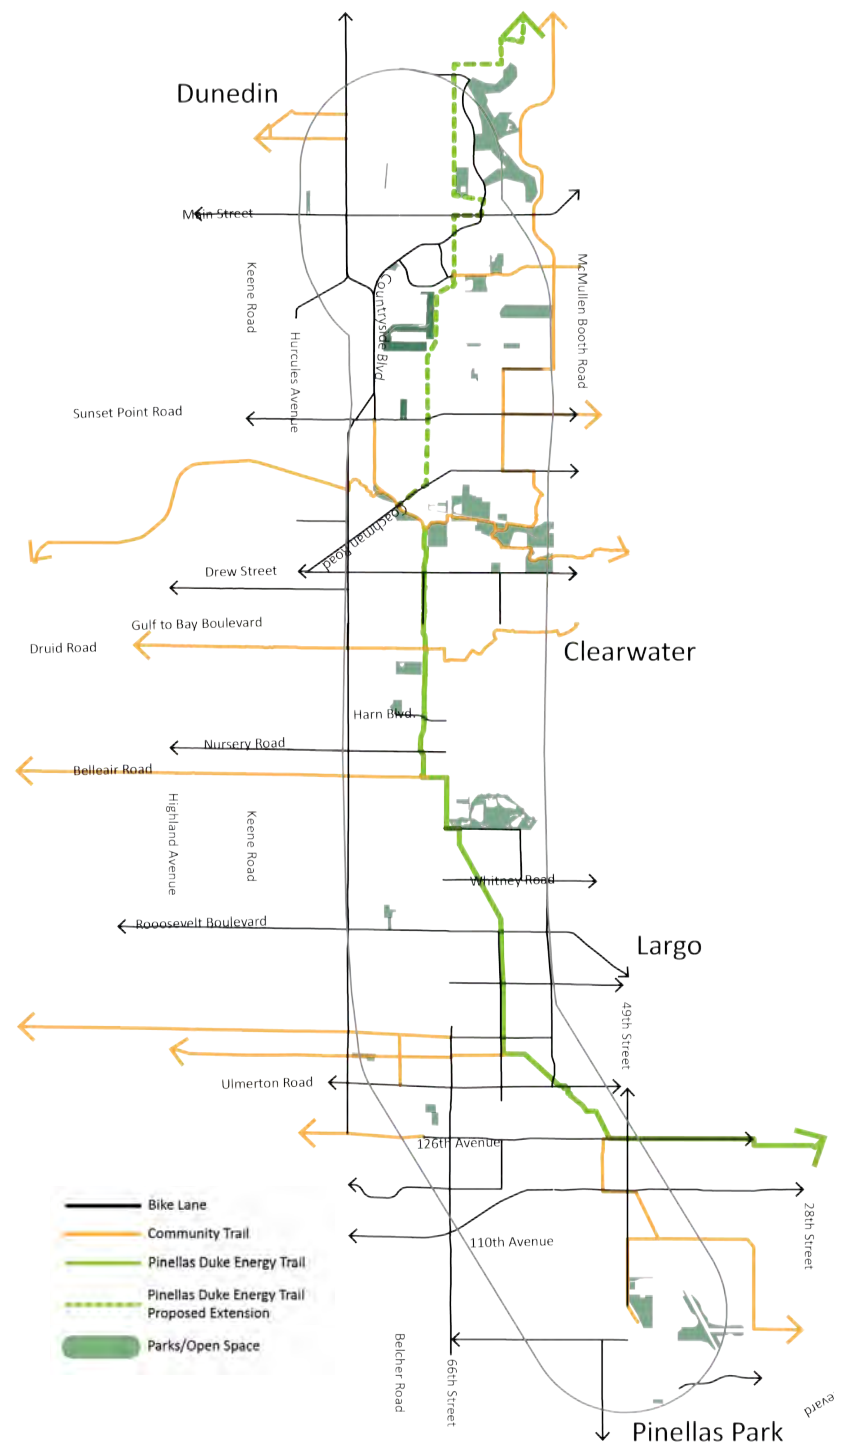 Dunedin
Main Street
Keene Road
McMullen Booth Road
Countryside Blvd
Hurcules Avenue
Sunset Point Road
Coachman Road
Drew Street
Gulf to Bay Boulevard
Druid Road
Clearwater
Harn Blvd.
Nursery Road
Belleair Road
Highland Avenue
Keene Road
Whitney Road
Rooosevelt Boulevard
Largo
49th Street
Ulmerton Road
126th Avenue
Bike Lane
Community Trail
28th Street
110th Avenue
Pinellas Duke Energy Trail
Pinellas Duke Energy Trail
Proposed Extension
Parks/Open Space
Belcher Road
66th Street
evard
Pinellas Park